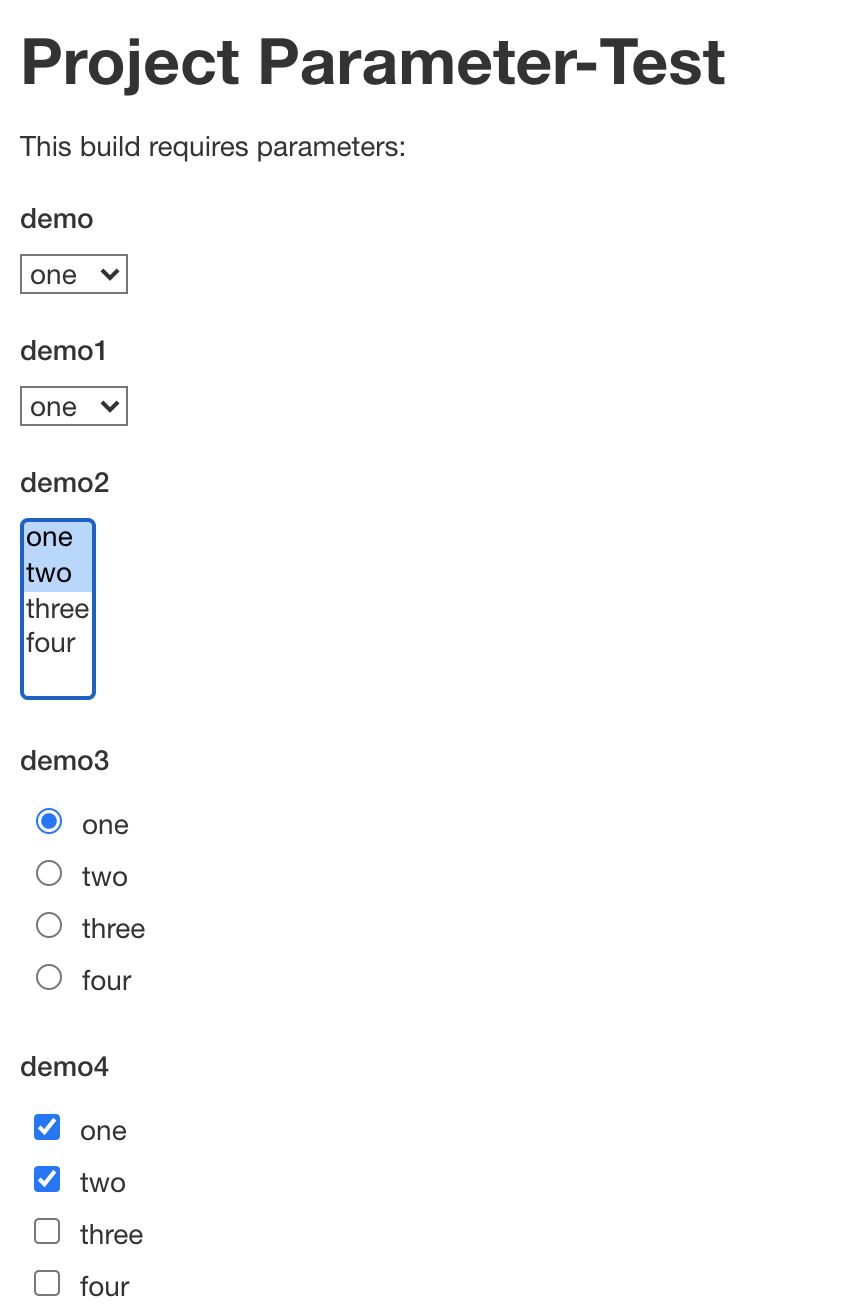 Project Parameter-Test
This build requires parameters:
demo
one
demo1
one
demo2
one
two
three
four
demo3
one
two
three
four
demo4
one
two
three
four